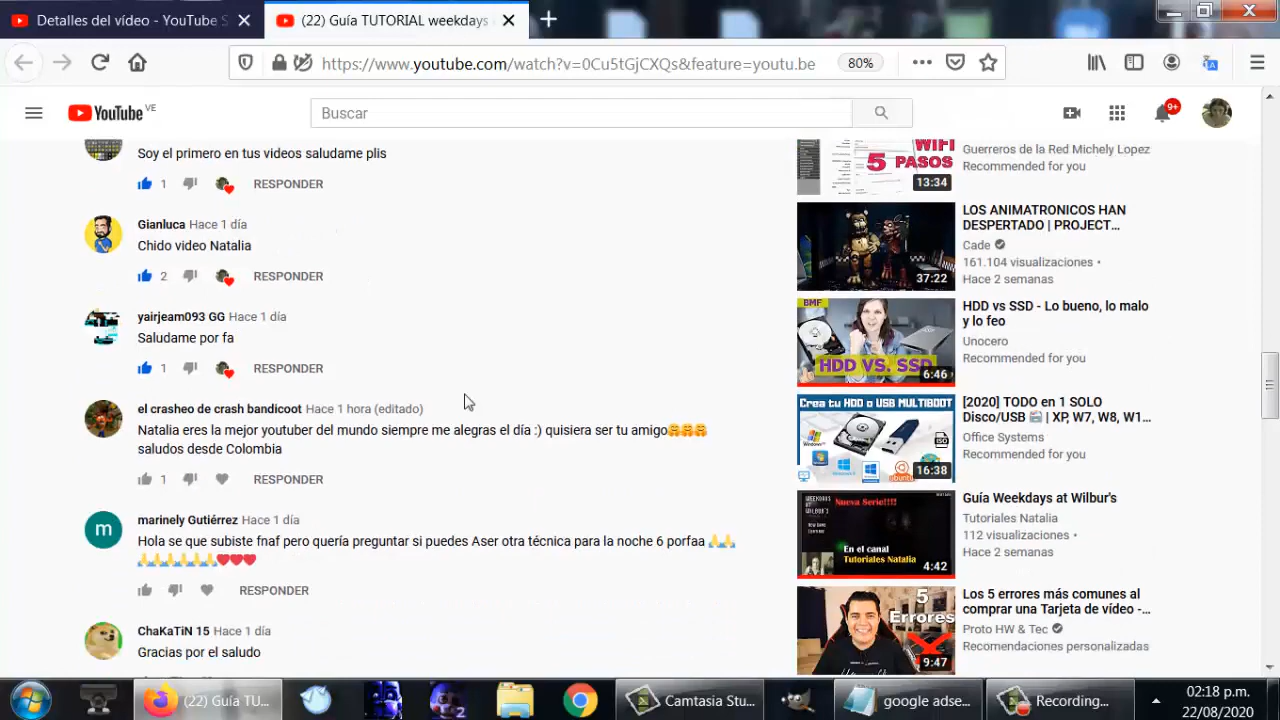 Detalles del vídeo - YouTube S
(22) Guía TUTORIAL weekdays
https://www.youtube.com/watch?v=0Cu5tGjCXQs&feature=youtu.be
80%
YouTube VE
Buscar
9+
Soy el primero en tus videos saludame plis
1 RESPONDER
Gianluca Hace 1 día
Chido video Natalia
2 RESPONDER
yairjeam093 GG Hace 1 día
Saludame por fa
1 RESPONDER
el crasheo de crash bandicoot Hace 1 hora (editado)
Natalia eres la mejor youtuber del mundo siempre me alegras el día :) quisiera ser tu amigo🤗🤗🤗
saludos desde Colombia
1 RESPONDER
marinely Gutiérrez Hace 1 día
Hola se que subiste fnaf pero quería preguntar si puedes Aser otra técnica para la noche 6 porfaa 🙏🙏
🙏🙏🙏🙏🙏🙏❤❤❤
RESPONDER
ChaKaTiN 15 Hace 1 día
Gracias por el saludo
WIFI
5 PASOS
13:34
Guerreros de la Red Michely Lopez
Recommended for you
37:22
LOS ANIMATRONICOS HAN
DESPERTADO | PROJECT...
Cade
161.104 visualizaciones •
Hace 2 semanas
BMF
HDD VS. SSD
6:46
HDD vs SSD - Lo bueno, lo malo
y lo feo
Unocero
Recommended for you
Crea tu HDD o USB MULTIBOOT
ISO
ubuntu
16:38
[2020] TODO en 1 SOLO
Disco/USB | XP, W7, W8, W1...
Office Systems
Recommended for you
WEEKDAYS
AT
WILBUR'S
Nueva Serie!!!!
En el canal
Tutoriales Natalia
4:42
Guía Weekdays at Wilbur's
Tutoriales Natalia
112 visualizaciones •
Hace 2 semanas
5
Errores
9:47
Los 5 errores más comunes al
comprar una Tarjeta de vídeo -...
Proto HW & Tec
Recomendaciones personalizadas
(22) Guía TU...
Camtasia Stu...
google adse...
Recording...
02:18 p.m.
22/08/2020